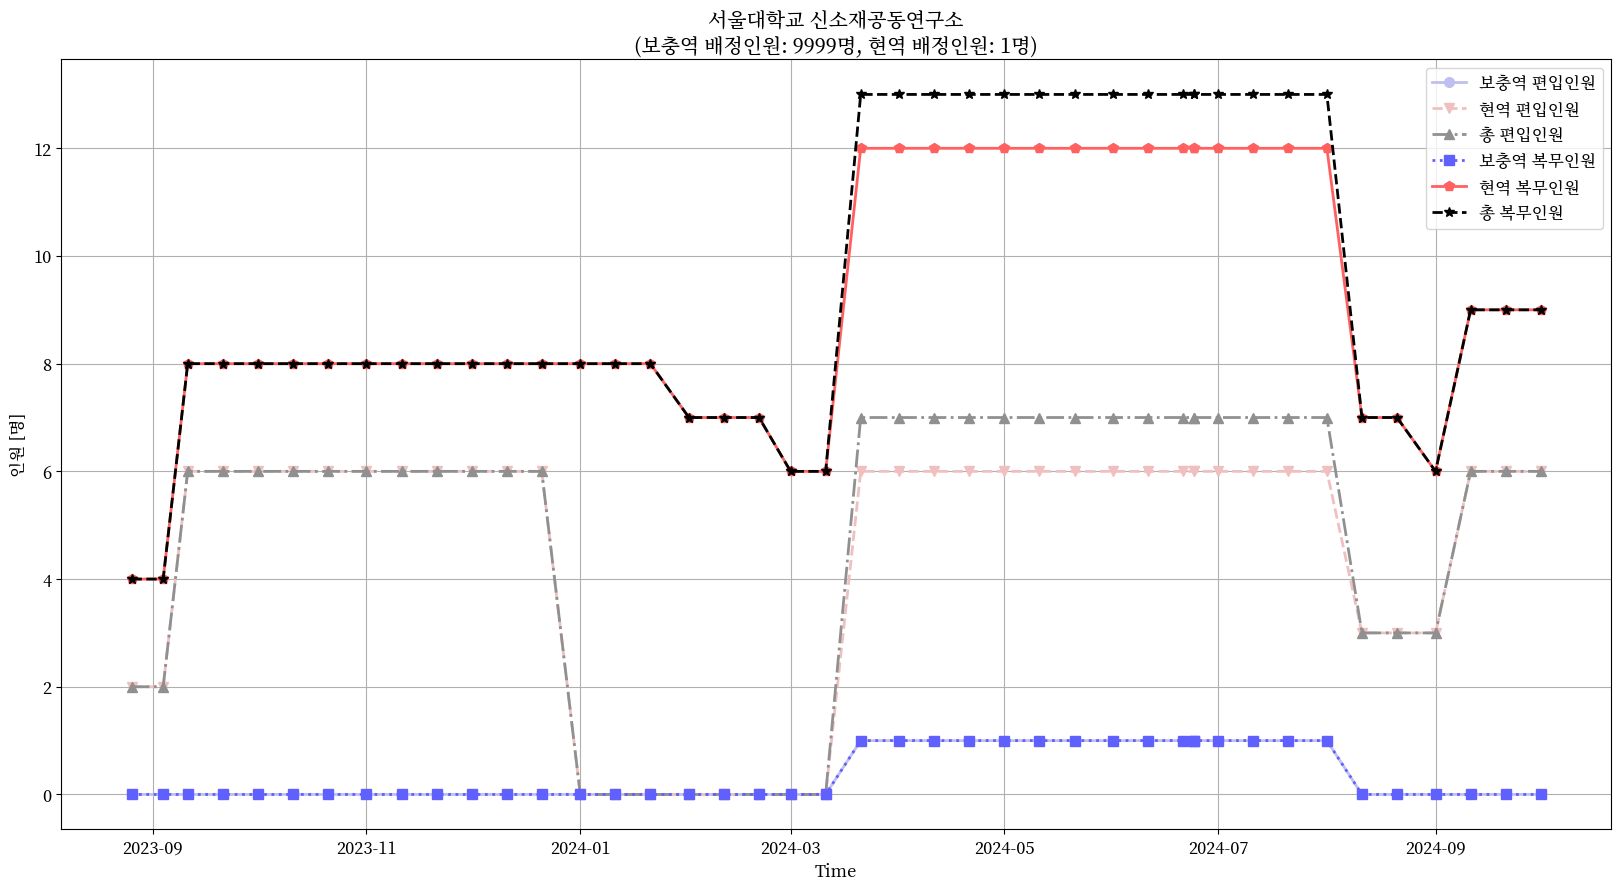 서울대학교 신소재공동연구소
(보충역 배정인원: 9999명, 현역 배정인원: 1명)
보충역 편입인원
현역 편입인원
총 편입인원
보충역 복무인원
현역 복무인원
총 복무인원
인원 [명]
12
10
8
6
4
2
0
2023-09 2023-11 2024-01 2024-03 2024-05 2024-07 2024-09
Time